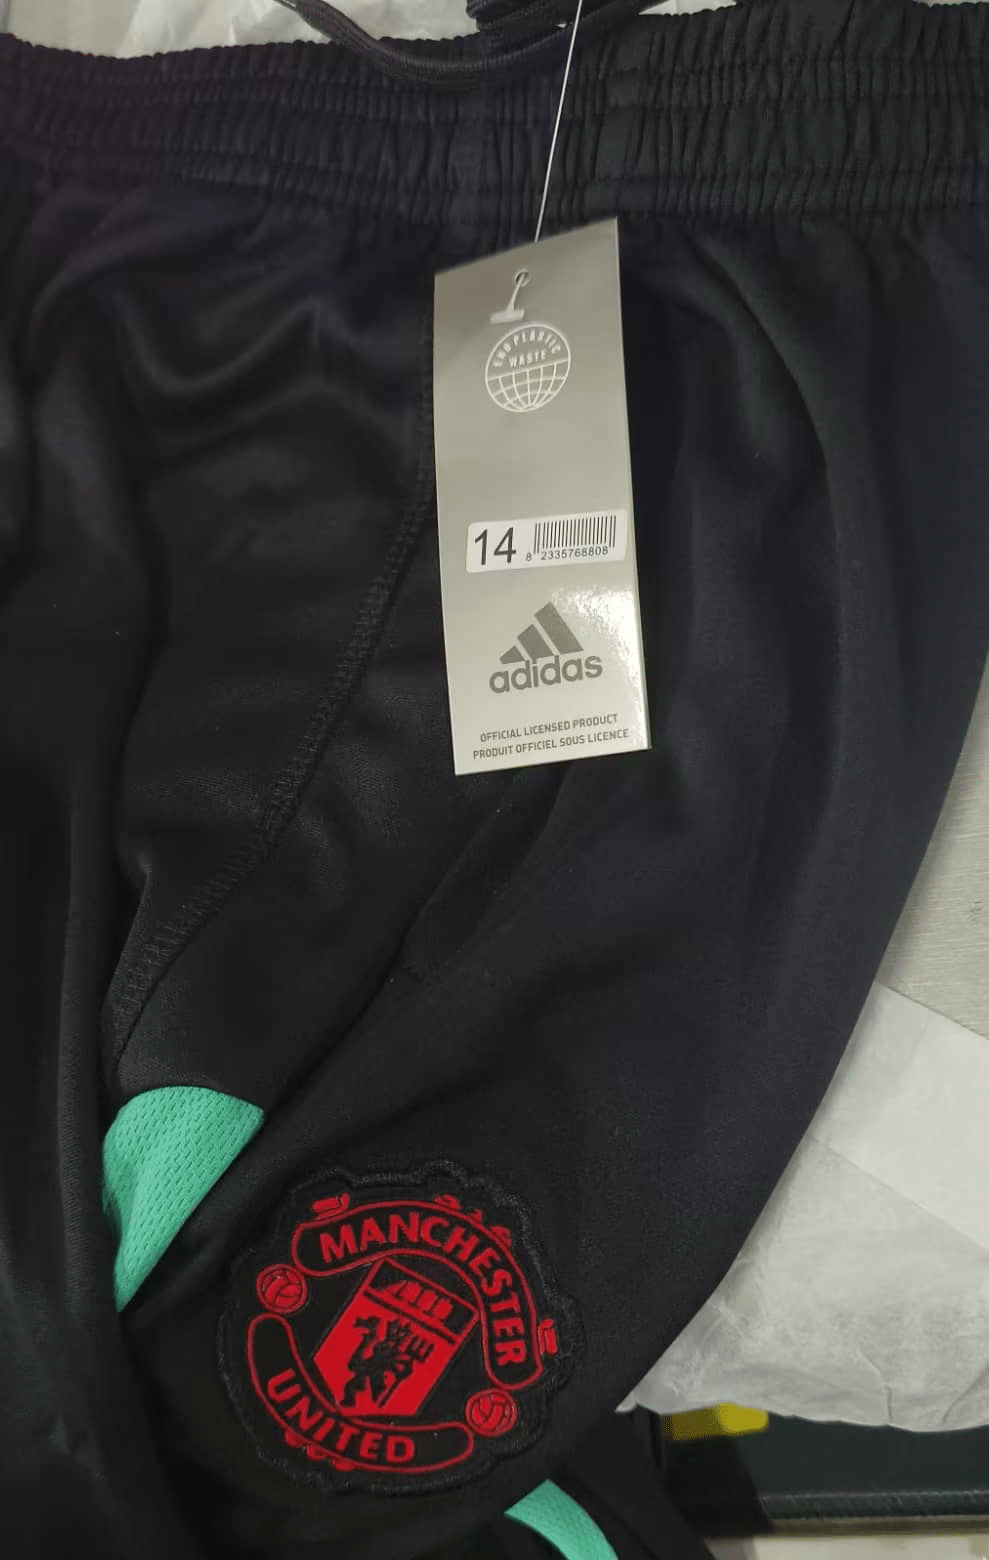 END PLASTIC
WASTE
14
8 2335768808
adidas
OFFICIAL LICENSED PRODUCT
PRODUIT OFFICIEL SOUS LICENCE
MANCHESTER
UNITED